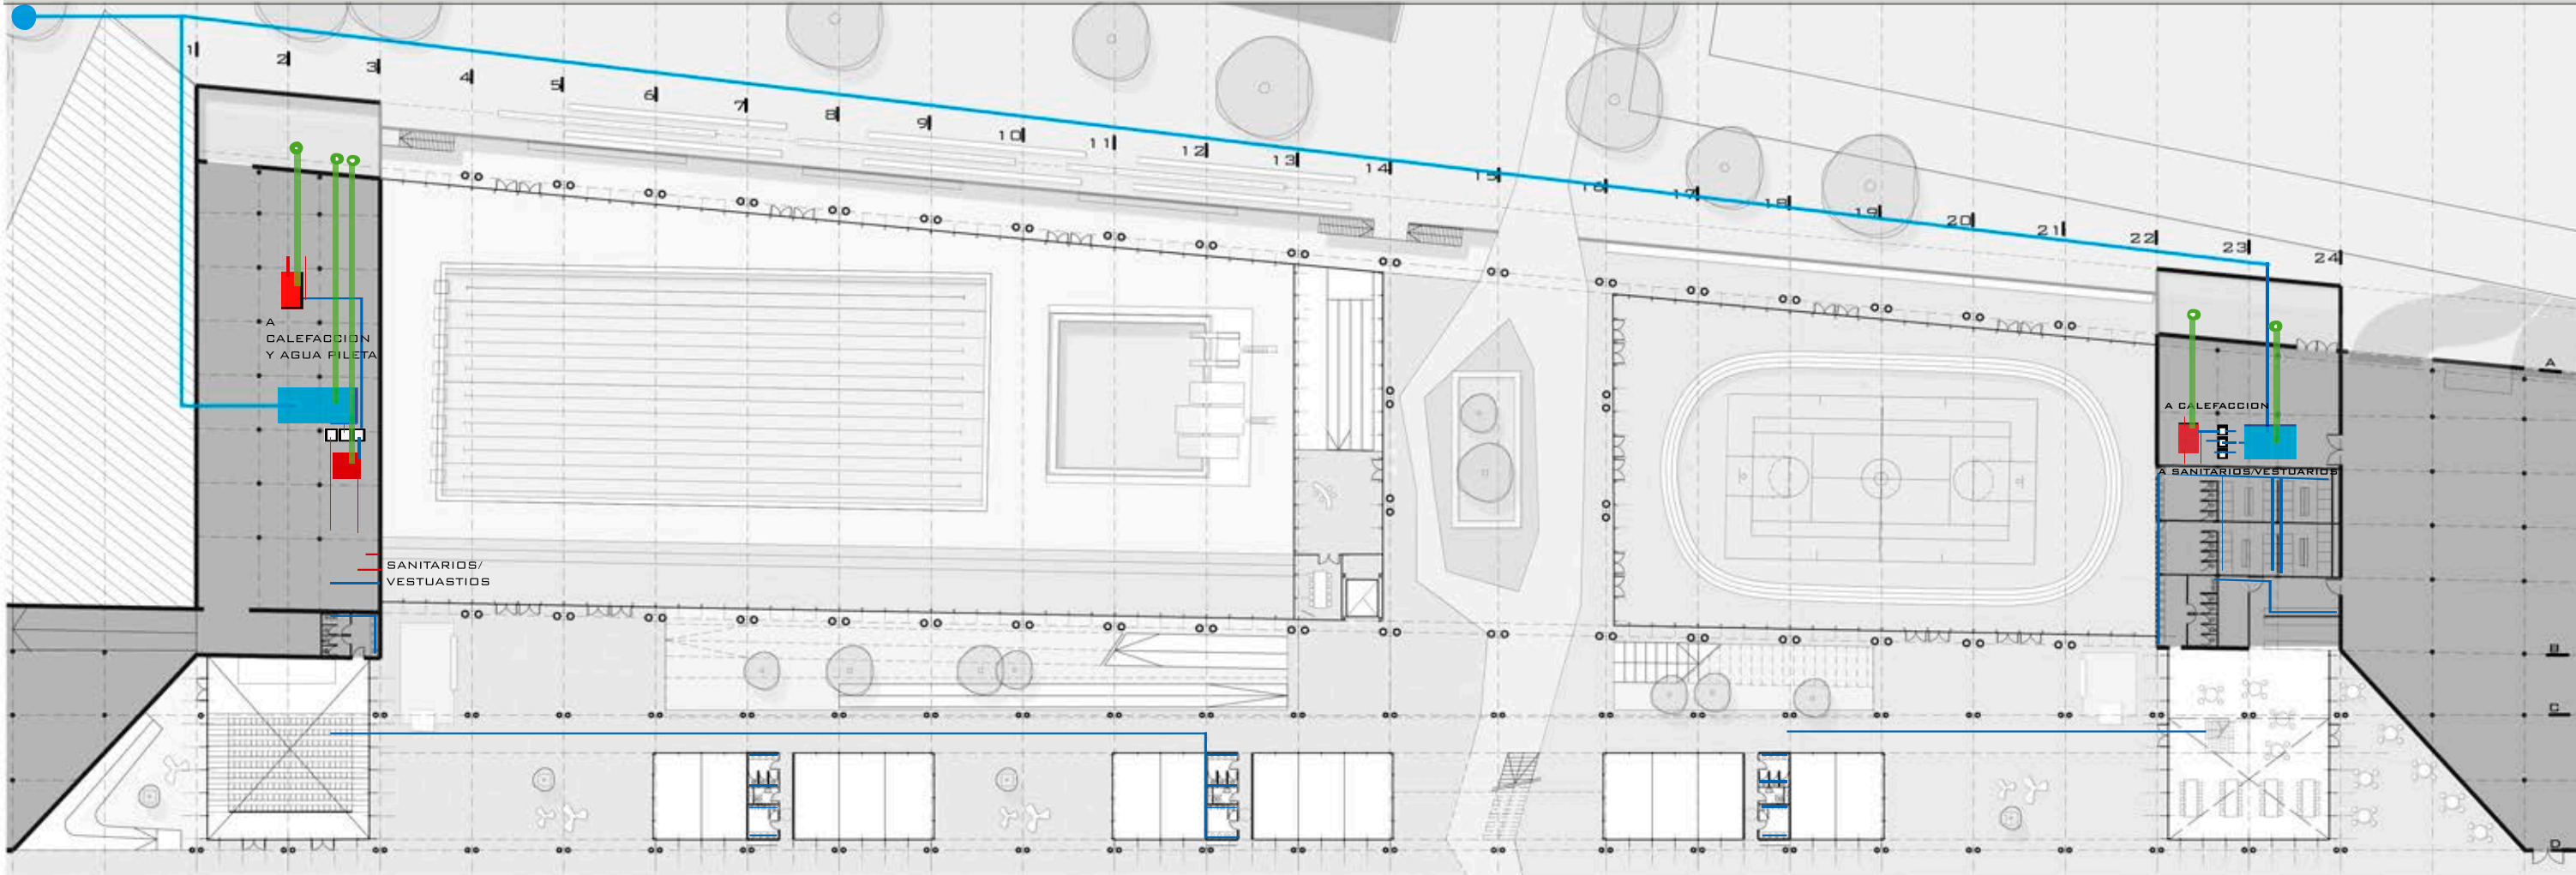 1
2
3
4
5
6
7
8
9
10
11
12
13
14
15
16
17
18
19
20
21
22
23
24
A
CALEFACCION
Y AGUA PILETA
A
A CALEFACCION
A SANITARIOS/VESTUARIOS
SANITARIOS/
VESTUASTIOS
B
C
D